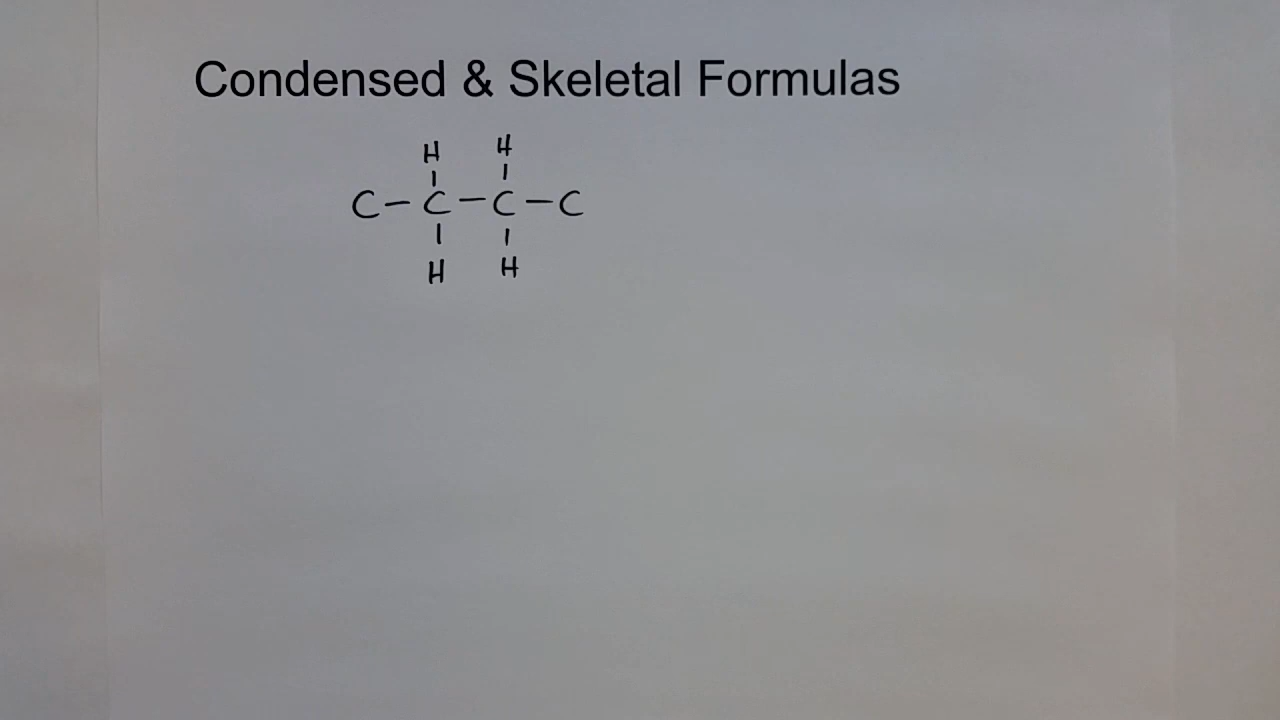 Condensed & Skeletal Formulas
H H
C - C - C - C
H H